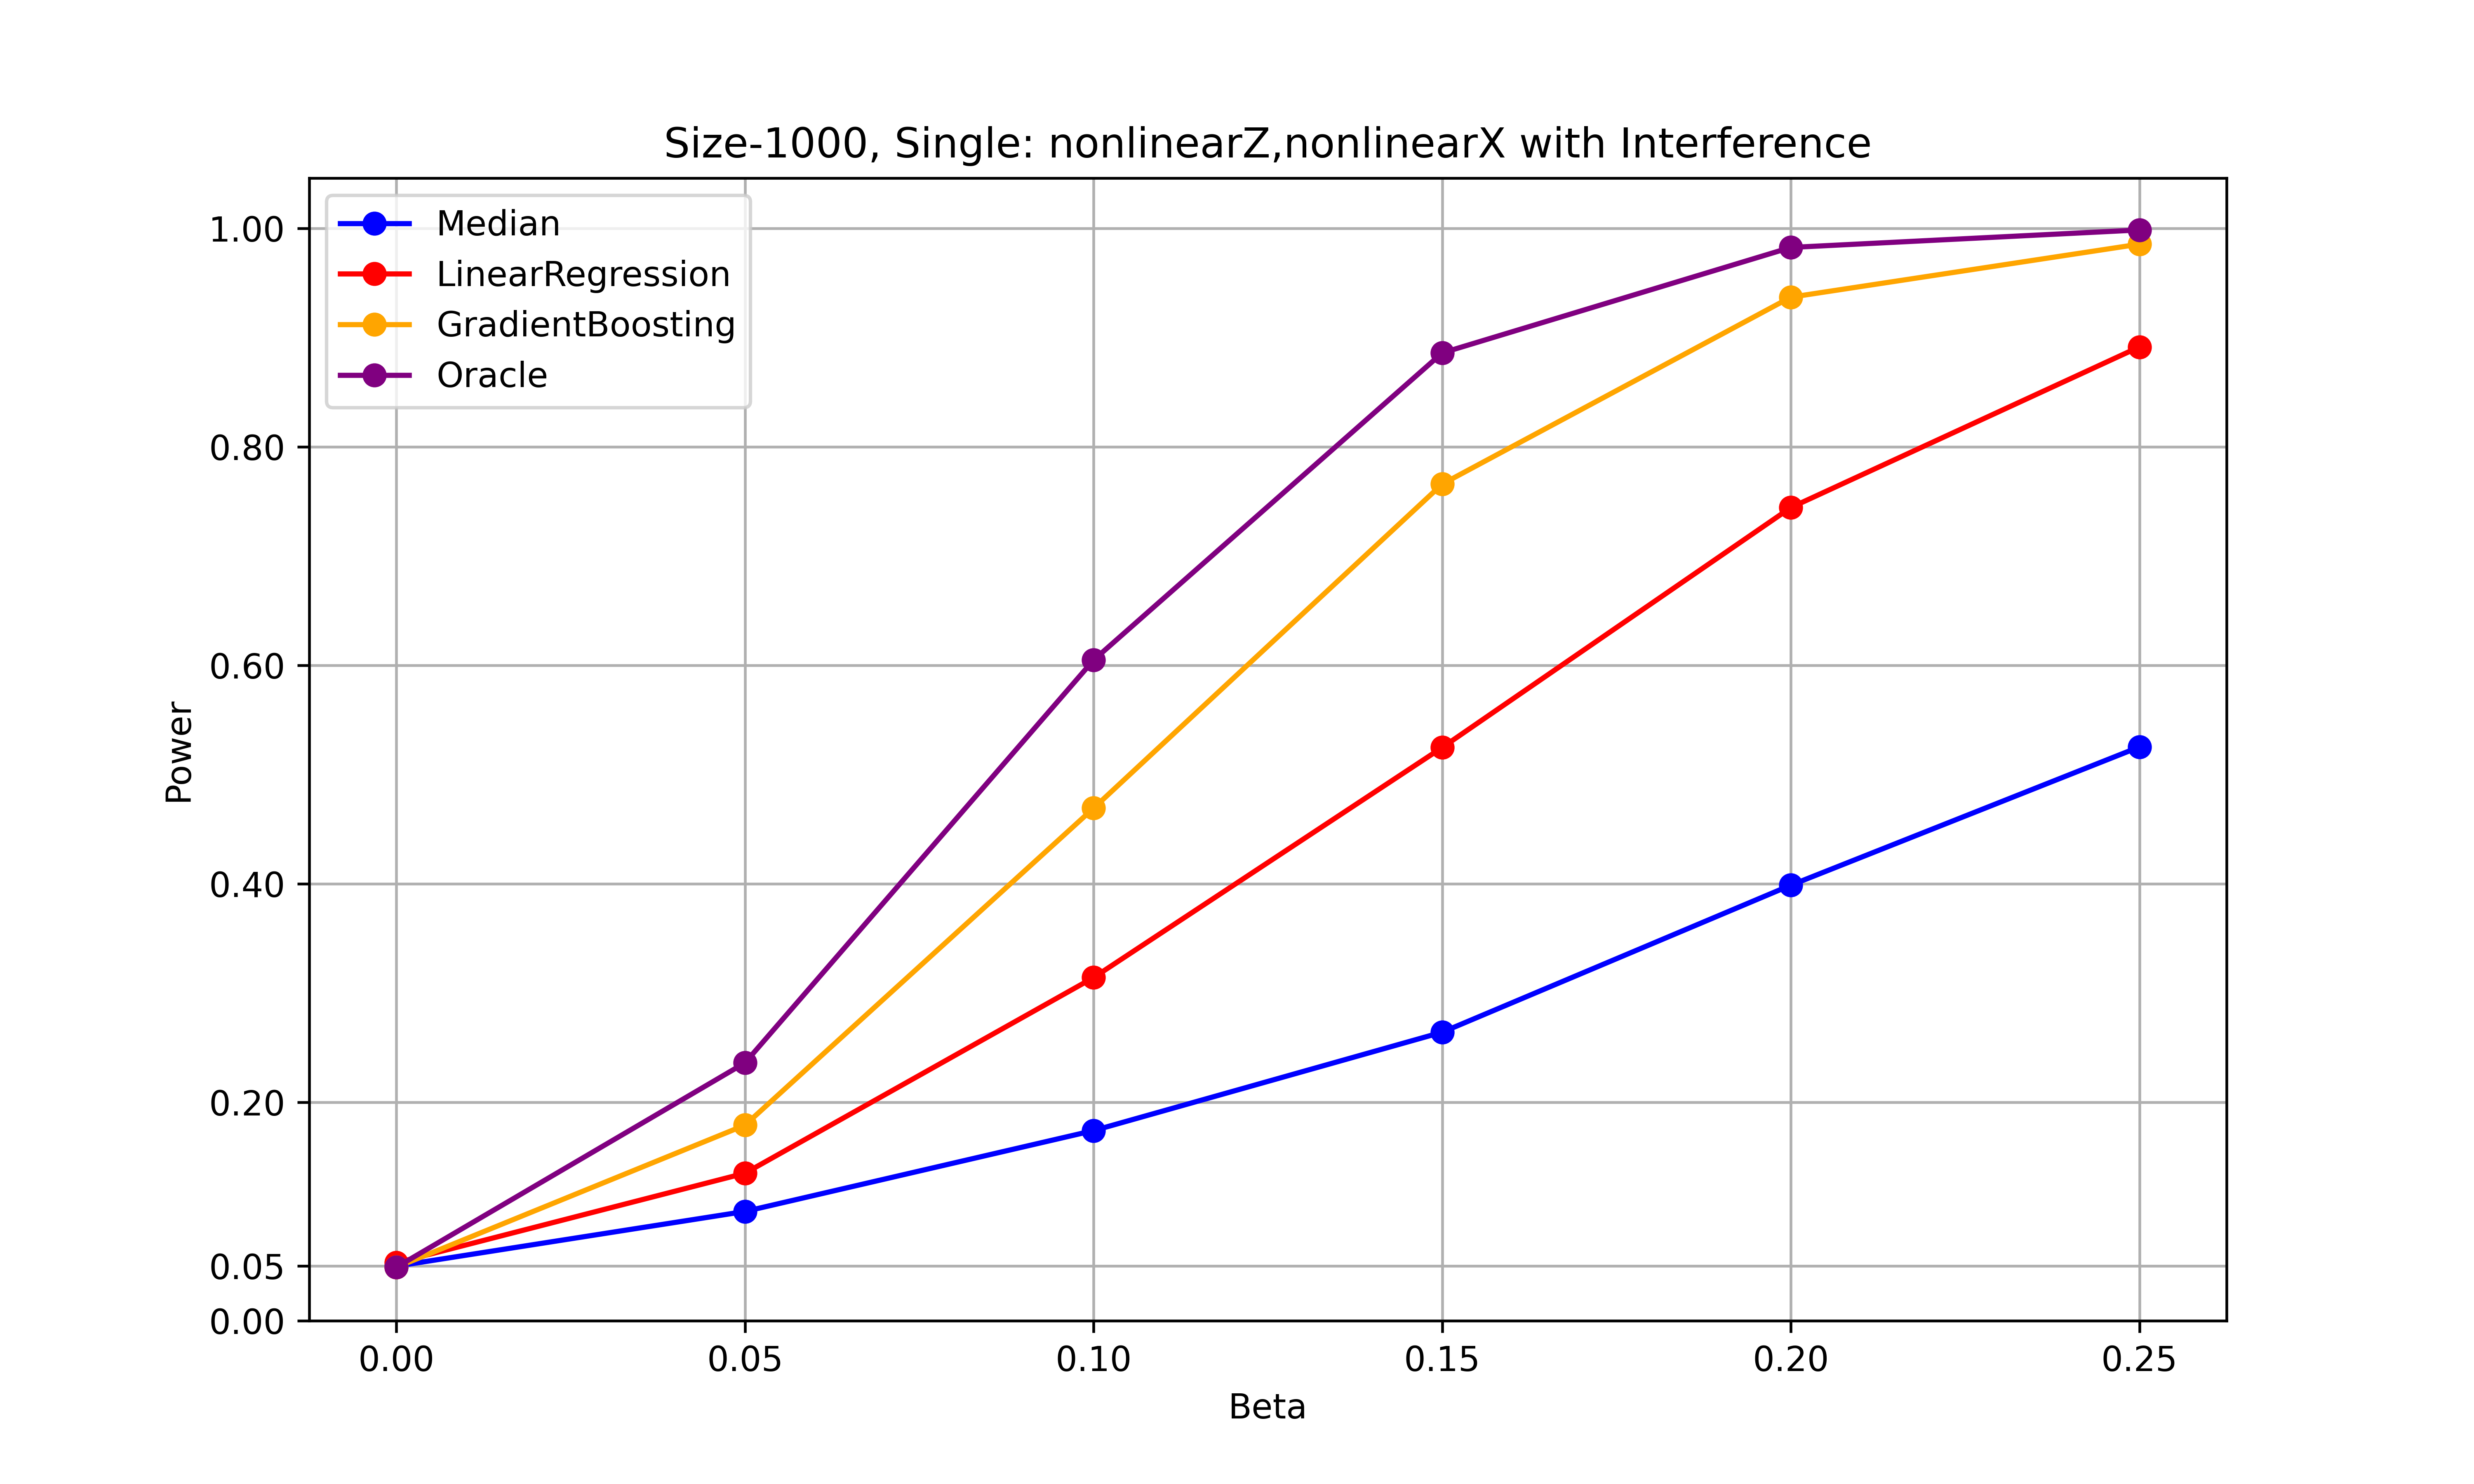 Size-1000, Single: nonlinearZ,nonlinearX with Interference
Median
LinearRegression
GradientBoosting
Oracle
1.00
0.80
0.60
0.40
0.20
0.05
0.00
Power
0.00 0.05 0.10 0.15 0.20 0.25
Beta